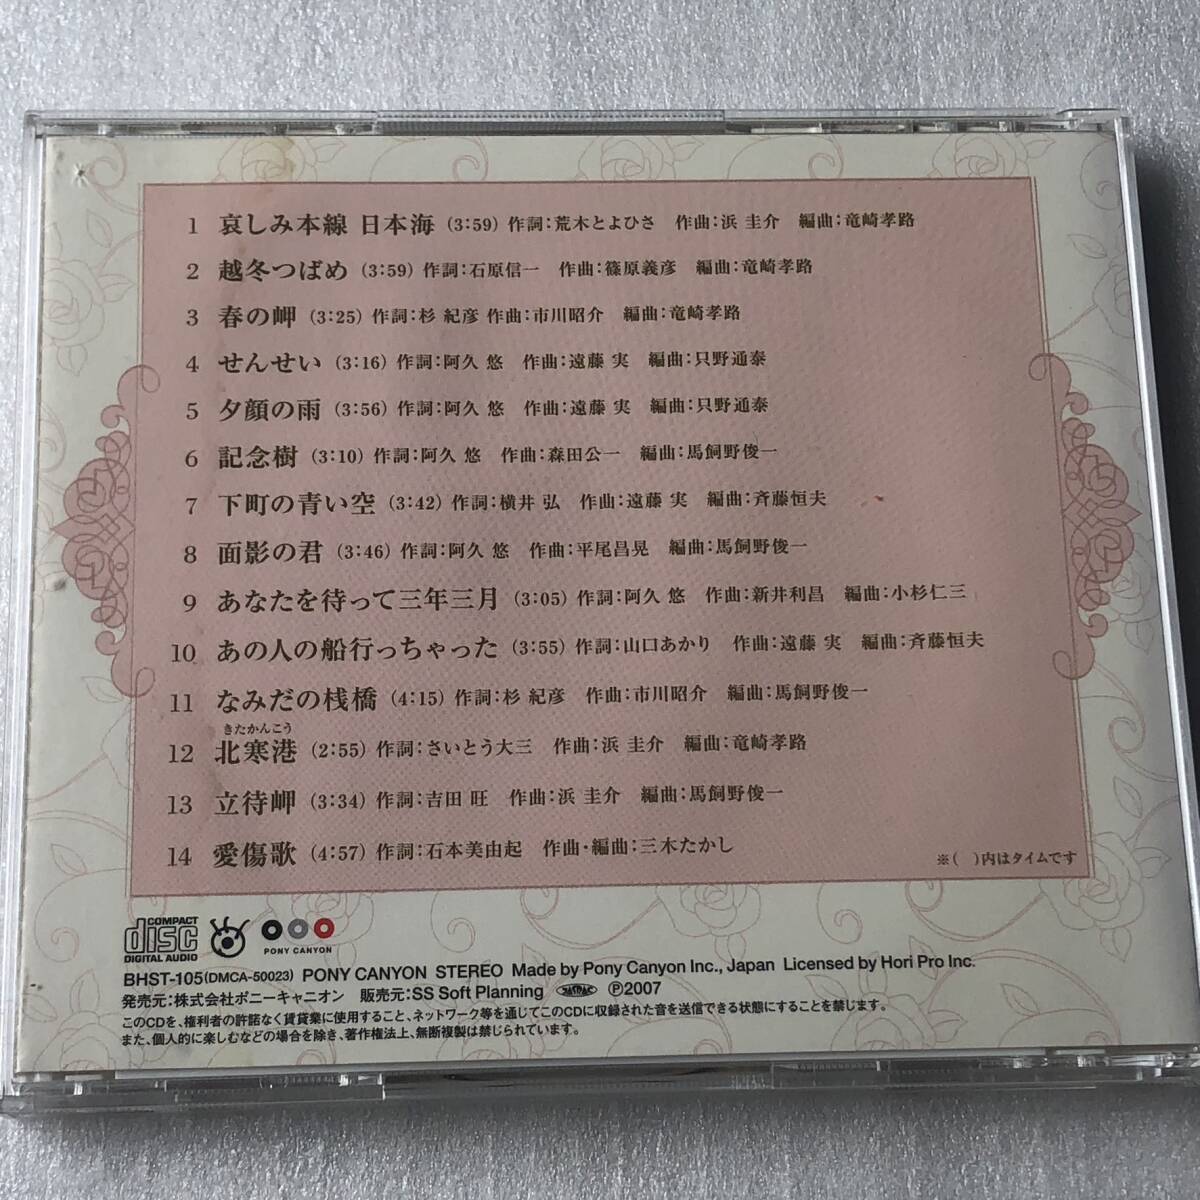 1 哀しみ本線 日本海 (3:59) 作詞:荒木とよひさ 作曲:浜 圭介 編曲:竜崎孝路
2 越冬つばめ (3:59) 作詞:石原信一 作曲:篠原義彦 編曲:竜崎孝路
3 春の岬 (3:25) 作詞:杉 紀彦 作曲:市川昭介 編曲:竜崎孝路
4 せんせい (3:16) 作詞:阿久 悠 作曲:遠藤 実 編曲:只野通泰
5 夕顔の雨 (3:56) 作詞:阿久 悠 作曲:遠藤 実 編曲:只野通泰
6 記念樹 (3:10) 作詞:阿久 悠 作曲:森田公一 編曲:馬飼野俊一
7 下町の青い空 (3:42) 作詞:横井 弘 作曲:遠藤 実 編曲:斉藤恒夫
8 面影の君 (3:46) 作詞:阿久 悠 作曲:平尾昌晃 編曲:馬飼野俊一
9 あなたを待って三年三月 (3:05) 作詞:阿久 悠 作曲:新井利昌 編曲:小杉仁三
10 あの人の船行っちゃった (3:55) 作詞:山口あかり 作曲:遠藤 実 編曲:斉藤恒夫
11 なみだの桟橋 (4:15) 作詞:杉 紀彦 作曲:市川昭介 編曲:馬飼野俊一
きたかんこう
12 北寒港 (2:55) 作詞:さいとう大三 作曲:浜 圭介 編曲:竜崎孝路
13 立待岬 (3:34) 作詞:吉田 旺 作曲:浜 圭介 編曲:馬飼野俊一
14 愛傷歌 (4:57) 作詞:石本美由起 作曲・編曲:三木たかし
※( )内はタイムです
COMPACT disc DIGITAL AUDIO
PONY CANYON
BHST-105(DMCA-50023) PONY CANYON STEREO Made by Pony Canyon Inc., Japan Licensed by Hori Pro Inc.
発売元:株式会社ポニーキャニオン 販売元:SS Soft Planning JASRAC Ⓟ2007
このCDを、権利者の許諾なく賃貸業に使用すること、ネットワーク等を通じてこのCDに収録された音を送信できる状態にすることを禁じます。
また、個人的に楽しむなどの場合を除き、著作権法上、無断複製は禁じられています。